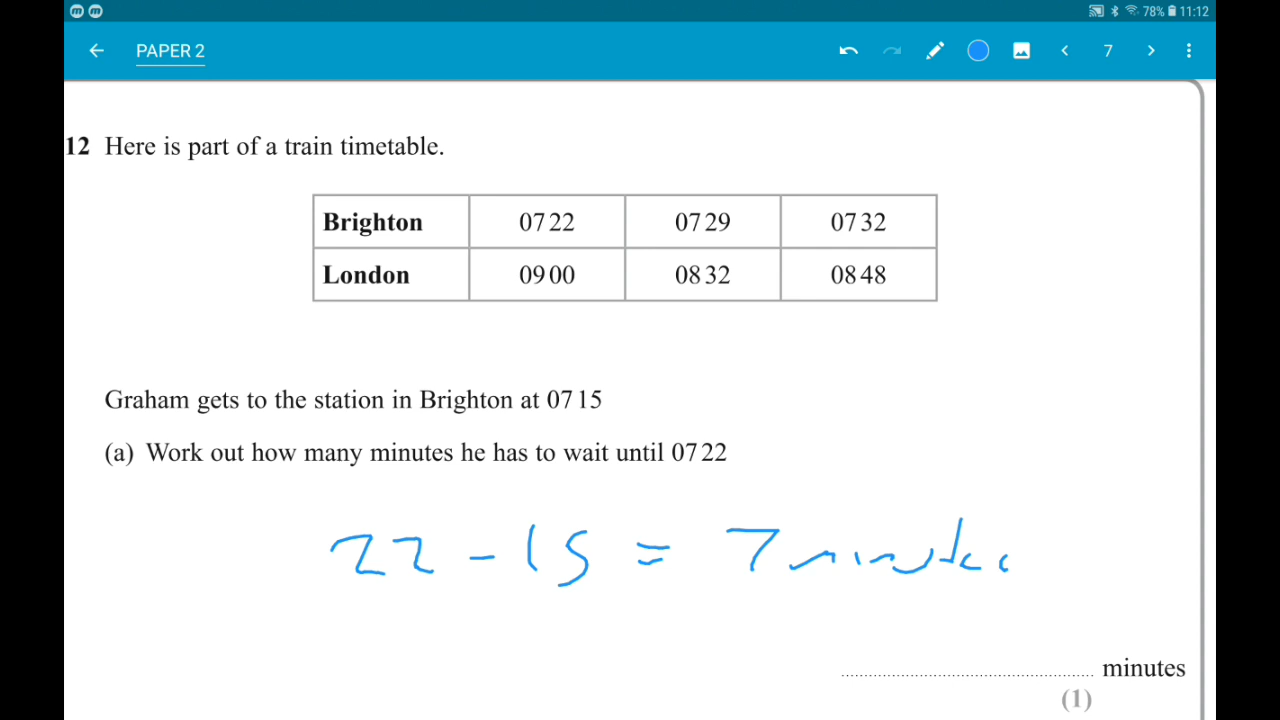 78% 11:12
PAPER 2
7
12 Here is part of a train timetable.
Brighton 07 22 07 29 07 32
London 09 00 08 32 08 48
Graham gets to the station in Brighton at 07 15
(a) Work out how many minutes he has to wait until 07 22
22 - 15 = 7 minutes
minutes
(1)